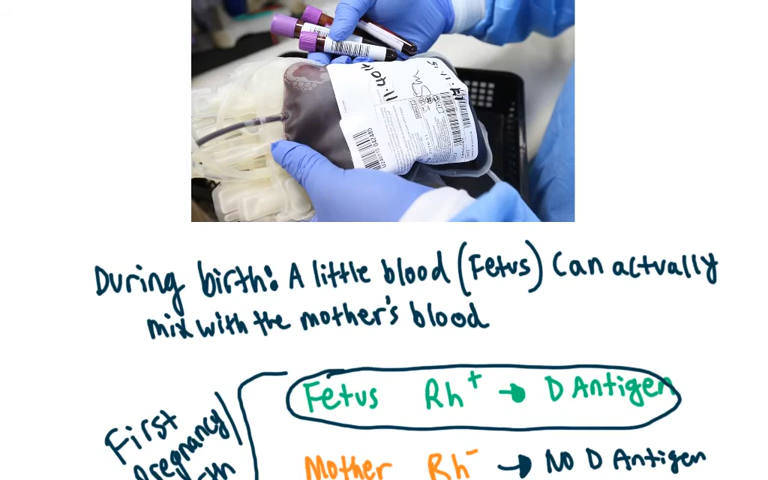 During birth: A little blood (Fetus) Can actually
mix with the mother's blood
First
Pregnancy
Fetus Rh⁺ → D Antigen
Mother Rh⁻ → NO D Antigen